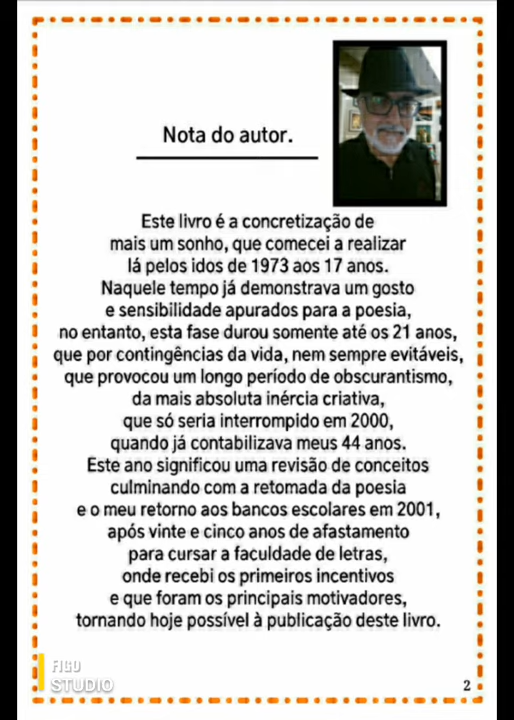 Nota do autor.
Este livro é a concretização de
mais um sonho, que comecei a realizar
lá pelos idos de 1973 aos 17 anos.
Naquele tempo já demonstrava um gosto
e sensibilidade apurados para a poesia,
no entanto, esta fase durou somente até os 21 anos,
que por contingências da vida, nem sempre evitáveis,
que provocou um longo período de obscurantismo,
da mais absoluta inércia criativa,
que só seria interrompido em 2000,
quando já contabilizava meus 44 anos.
Este ano significou uma revisão de conceitos
culminando com a retomada da poesia
e o meu retorno aos bancos escolares em 2001,
após vinte e cinco anos de afastamento
para cursar a faculdade de letras,
onde recebi os primeiros incentivos
e que foram os principais motivadores,
tornando hoje possível à publicação deste livro.
FIGO
STUDIO
2